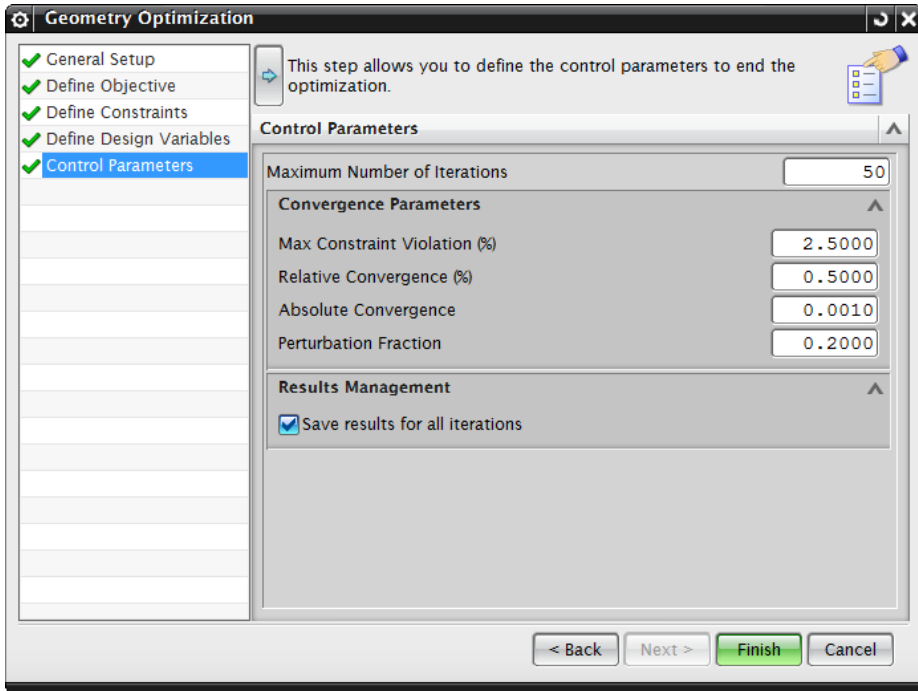 Geometry Optimization
General Setup
Define Objective
Define Constraints
Define Design Variables
Control Parameters
This step allows you to define the control parameters to end the
optimization.
Control Parameters
Maximum Number of Iterations 50
Convergence Parameters
Max Constraint Violation (%) 2.5000
Relative Convergence (%) 0.5000
Absolute Convergence 0.0010
Perturbation Fraction 0.2000
Results Management
Save results for all iterations
< Back Next > Finish Cancel